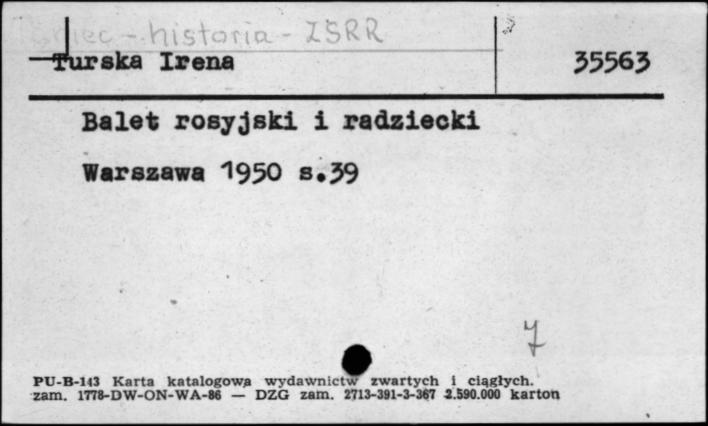 Taniec - historia - ZSRR
Turska Irena 35563
Balet rosyjski i radziecki
Warszawa 1950 s.39
7
PU-B-143 Karta katalogowa wydawnictw zwartych i ciągłych.
zam. 1778-DW-ON-WA-86 — DZG zam. 2713-391-3-367 2.590.000 karton